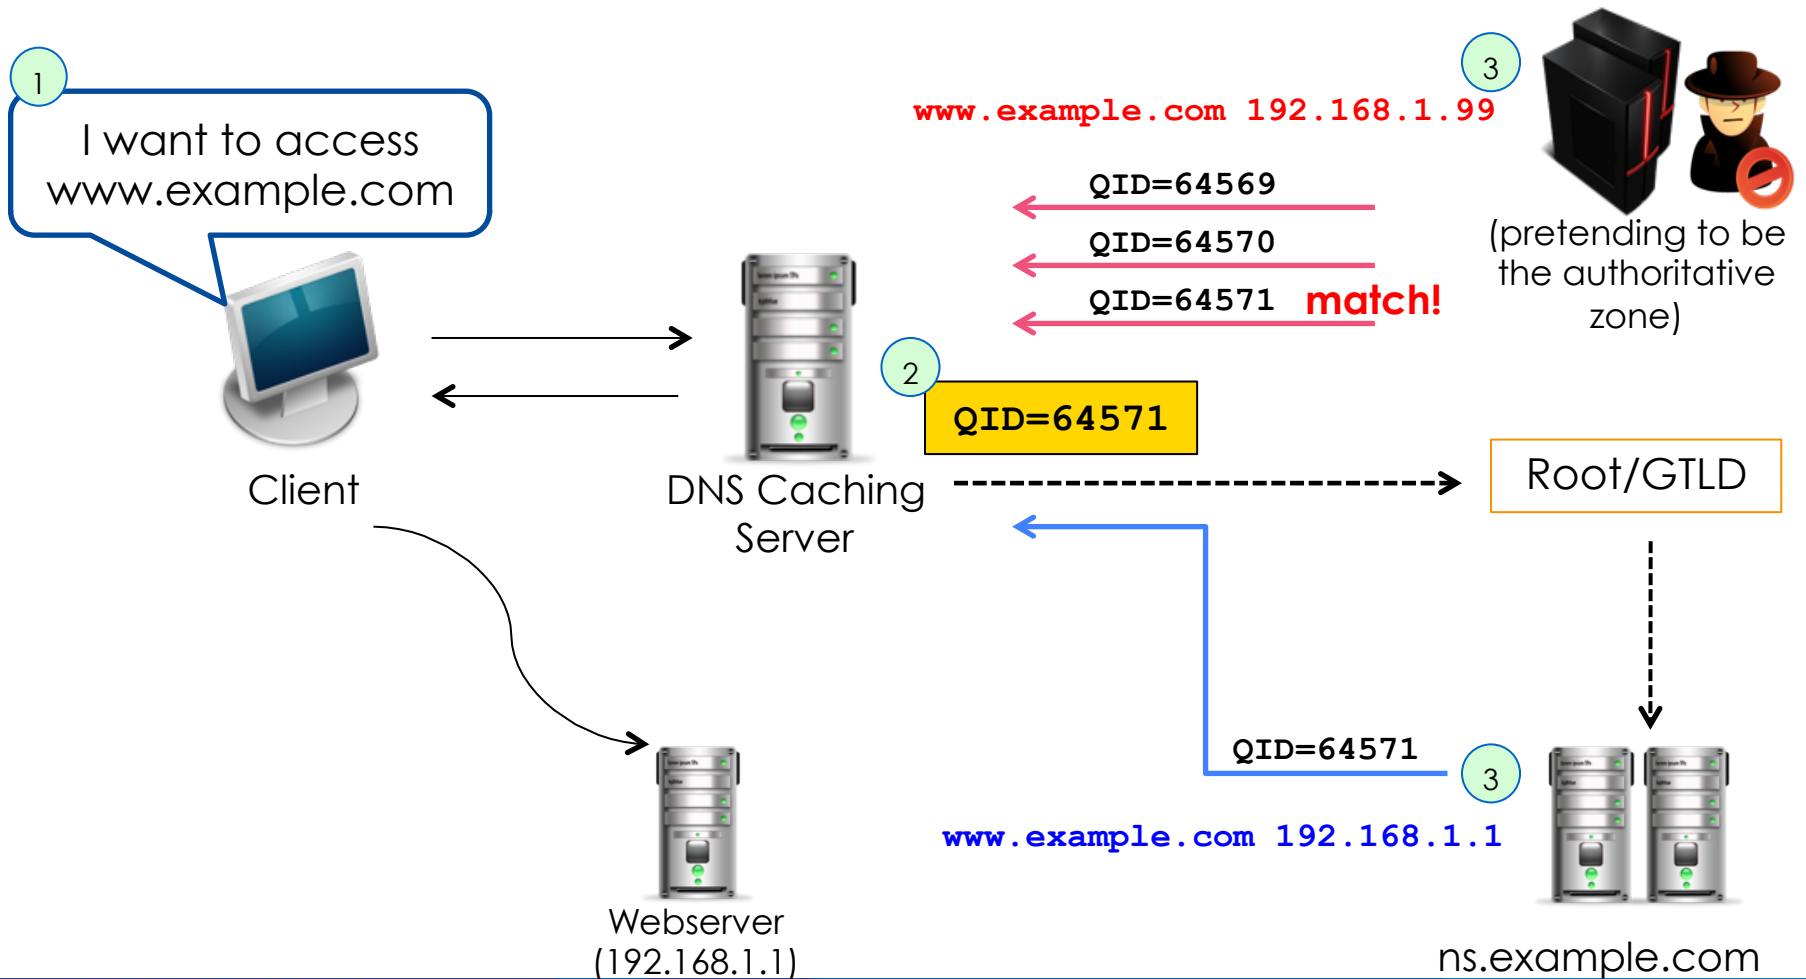 1
I want to access
www.example.com
3
www.example.com 192.168.1.99
QID=64569
QID=64570
QID=64571 match!
(pretending to be
the authoritative
zone)
2
QID=64571
Client
DNS Caching
Server
Root/GTLD
QID=64571
3
www.example.com 192.168.1.1
Webserver
(192.168.1.1)
ns.example.com